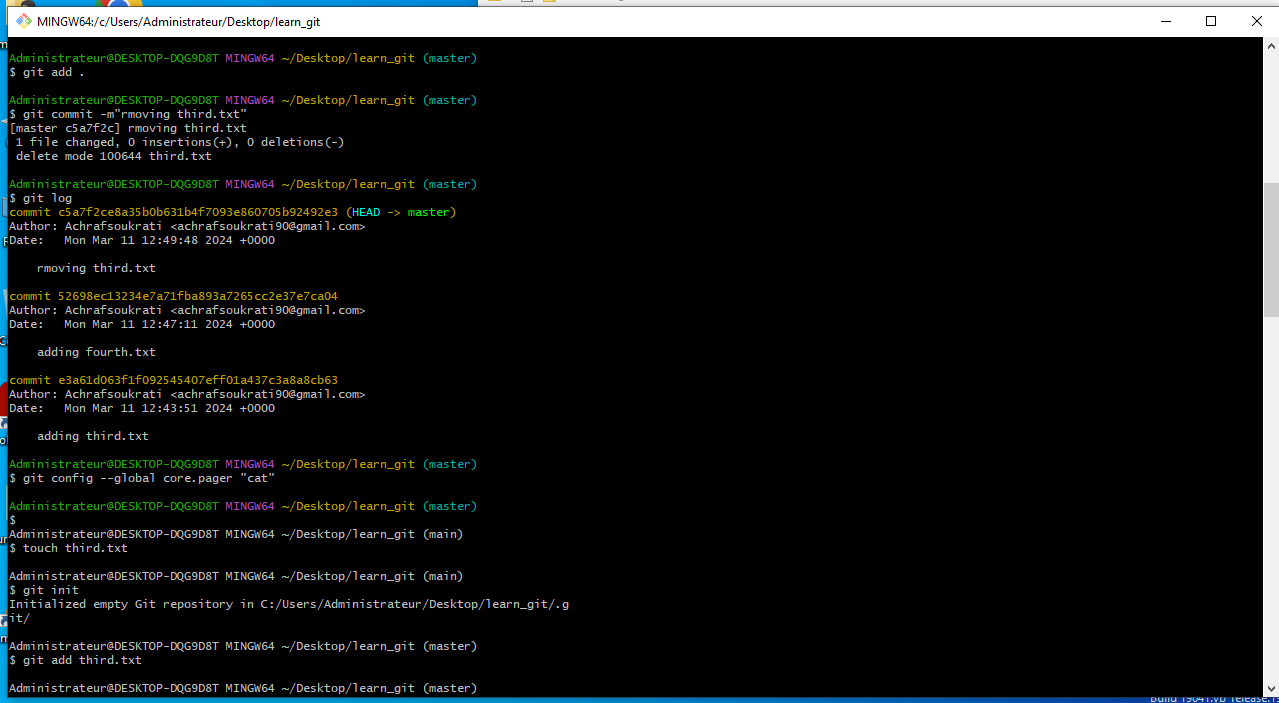 MINGW64:/c/Users/Administrateur/Desktop/learn_git
Administrateur@DESKTOP-DQG9D8T MINGW64 ~/Desktop/learn_git (master)
$ git add .
Administrateur@DESKTOP-DQG9D8T MINGW64 ~/Desktop/learn_git (master)
$ git commit -m"rmoving third.txt"
[master c5a7f2c] rmoving third.txt
1 file changed, 0 insertions(+), 0 deletions(-)
delete mode 100644 third.txt
Administrateur@DESKTOP-DQG9D8T MINGW64 ~/Desktop/learn_git (master)
$ git log
commit c5a7f2ce8a35b0b631b4f7093e860705b92492e3 (HEAD -> master)
Author: Achrafsoukrati <achrafsoukrati90@gmail.com>
Date:   Mon Mar 11 12:49:48 2024 +0000
rmoving third.txt
commit 52698ec13234e7a71fba893a7265cc2e37e7ca04
Author: Achrafsoukrati <achrafsoukrati90@gmail.com>
Date:   Mon Mar 11 12:47:11 2024 +0000
adding fourth.txt
commit e3a61d063f1f092545407eff01a437c3a8a8cb63
Author: Achrafsoukrati <achrafsoukrati90@gmail.com>
Date:   Mon Mar 11 12:43:51 2024 +0000
adding third.txt
Administrateur@DESKTOP-DQG9D8T MINGW64 ~/Desktop/learn_git (master)
$ git config --global core.pager "cat"
Administrateur@DESKTOP-DQG9D8T MINGW64 ~/Desktop/learn_git (master)
$
Administrateur@DESKTOP-DQG9D8T MINGW64 ~/Desktop/learn_git (main)
$ touch third.txt
Administrateur@DESKTOP-DQG9D8T MINGW64 ~/Desktop/learn_git (main)
$ git init
Initialized empty Git repository in C:/Users/Administrateur/Desktop/learn_git/.g
it/
Administrateur@DESKTOP-DQG9D8T MINGW64 ~/Desktop/learn_git (master)
$ git add third.txt
Administrateur@DESKTOP-DQG9D8T MINGW64 ~/Desktop/learn_git (master)